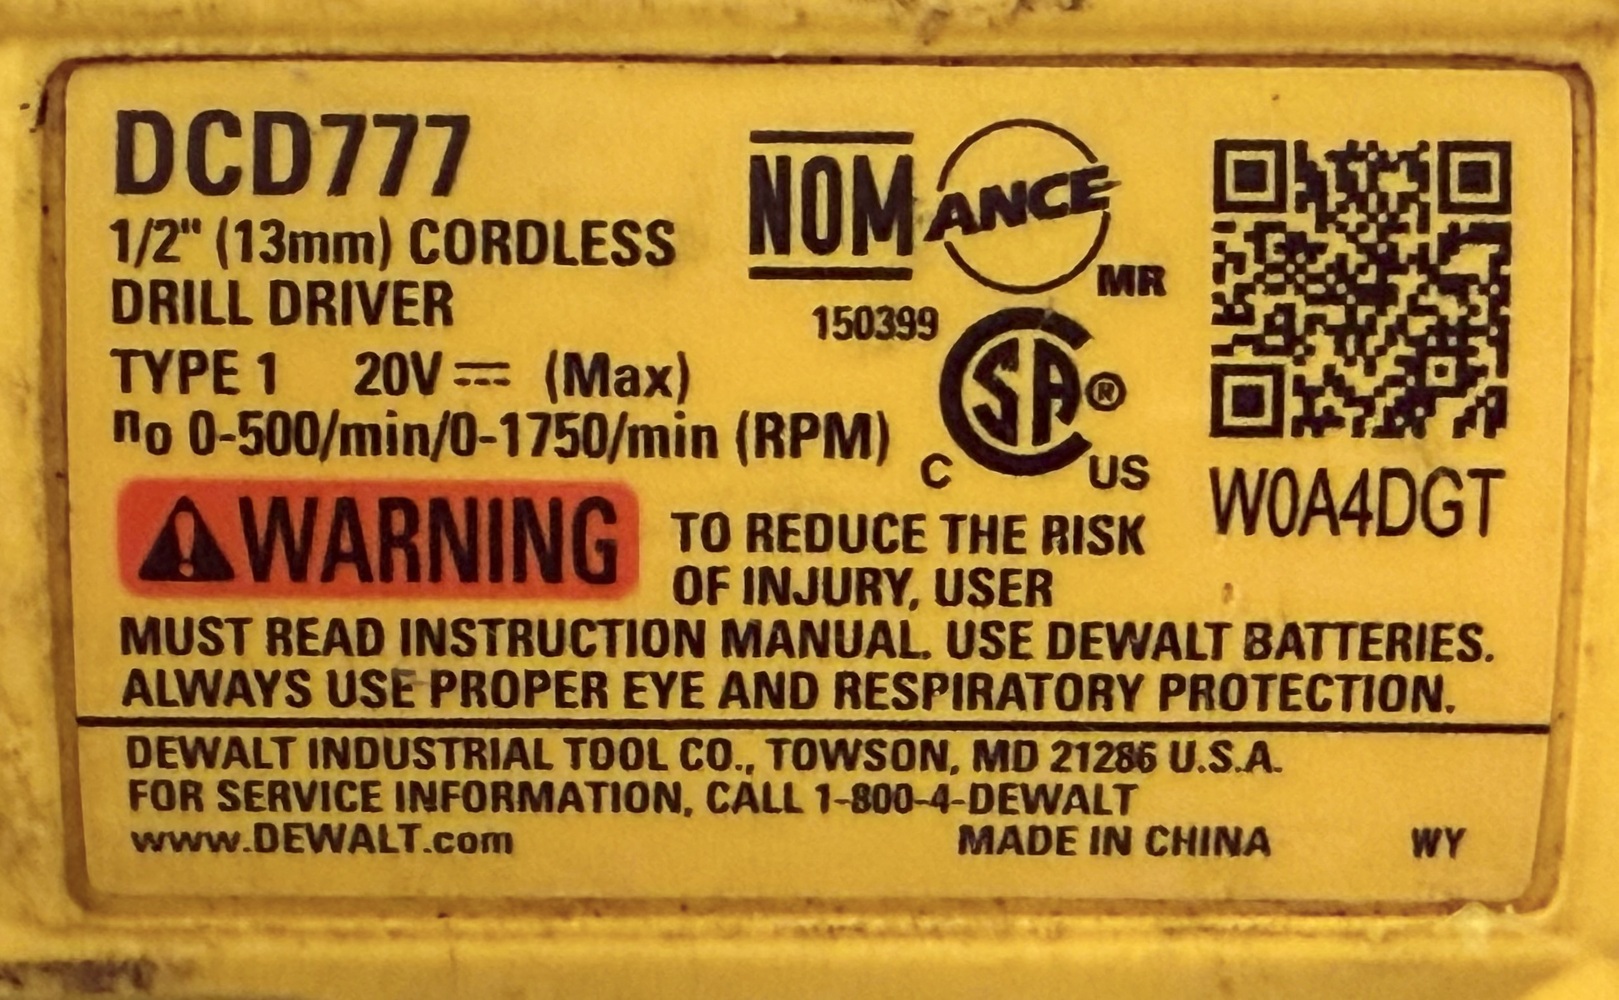 DCD777
1/2" (13mm) CORDLESS
DRILL DRIVER
TYPE 1 20V⎓ (Max)
no 0-500/min/0-1750/min (RPM)
NOM ANCE MR
150399
CSA®
C US
W0A4DGT
WARNING TO REDUCE THE RISK
OF INJURY, USER
MUST READ INSTRUCTION MANUAL. USE DEWALT BATTERIES.
ALWAYS USE PROPER EYE AND RESPIRATORY PROTECTION.
DEWALT INDUSTRIAL TOOL CO., TOWSON, MD 21286 U.S.A.
FOR SERVICE INFORMATION, CALL 1-800-4-DEWALT
www.DEWALT.com MADE IN CHINA WY